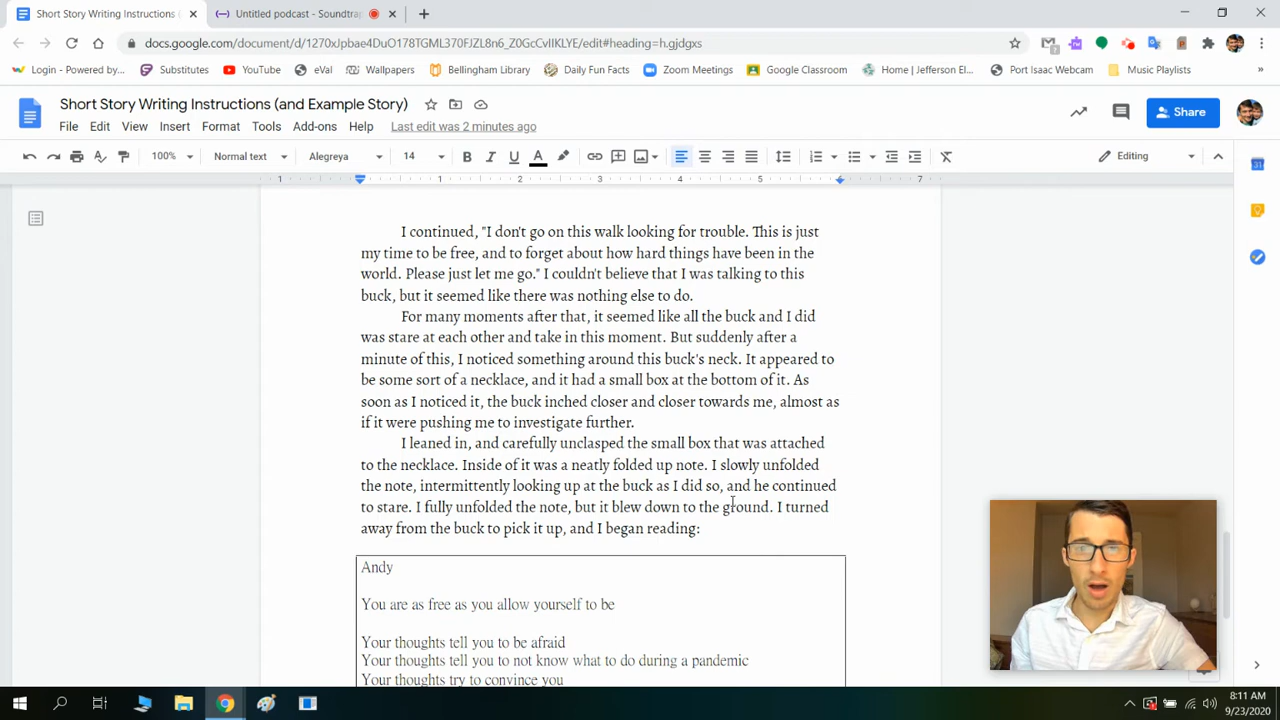 Short Story Writing Instructions (
Untitled podcast - Soundtra
docs.google.com/document/d/1270xJpbae4DuO178TGML370FJZL8n6_Z0GcCvIIKLYE/edit#heading=h.gjdgxs
Login - Powered by...
Substitutes
YouTube
eVal
Wallpapers
Bellingham Library
Daily Fun Facts
Zoom Meetings
Google Classroom
Home | Jefferson El...
Port Isaac Webcam
Music Playlists
»
Short Story Writing Instructions (and Example Story)
File Edit View Insert Format Tools Add-ons Help Last edit was 2 minutes ago
Share
100% Normal text Alegreya 14 B I U A Editing
1 1 2 3 4 5 7
I continued, "I don't go on this walk looking for trouble. This is just
my time to be free, and to forget about how hard things have been in the
world. Please just let me go." I couldn't believe that I was talking to this
buck, but it seemed like there was nothing else to do.
For many moments after that, it seemed like all the buck and I did
was stare at each other and take in this moment. But suddenly after a
minute of this, I noticed something around this buck's neck. It appeared to
be some sort of a necklace, and it had a small box at the bottom of it. As
soon as I noticed it, the buck inched closer and closer towards me, almost as
if it were pushing me to investigate further.
I leaned in, and carefully unclasped the small box that was attached
to the necklace. Inside of it was a neatly folded up note. I slowly unfolded
the note, intermittently looking up at the buck as I did so, and he continued
to stare. I fully unfolded the note, but it blew down to the ground. I turned
away from the buck to pick it up, and I began reading:
Andy
You are as free as you allow yourself to be
Your thoughts tell you to be afraid
Your thoughts tell you to not know what to do during a pandemic
Your thoughts try to convince you
8:11 AM
9/23/2020